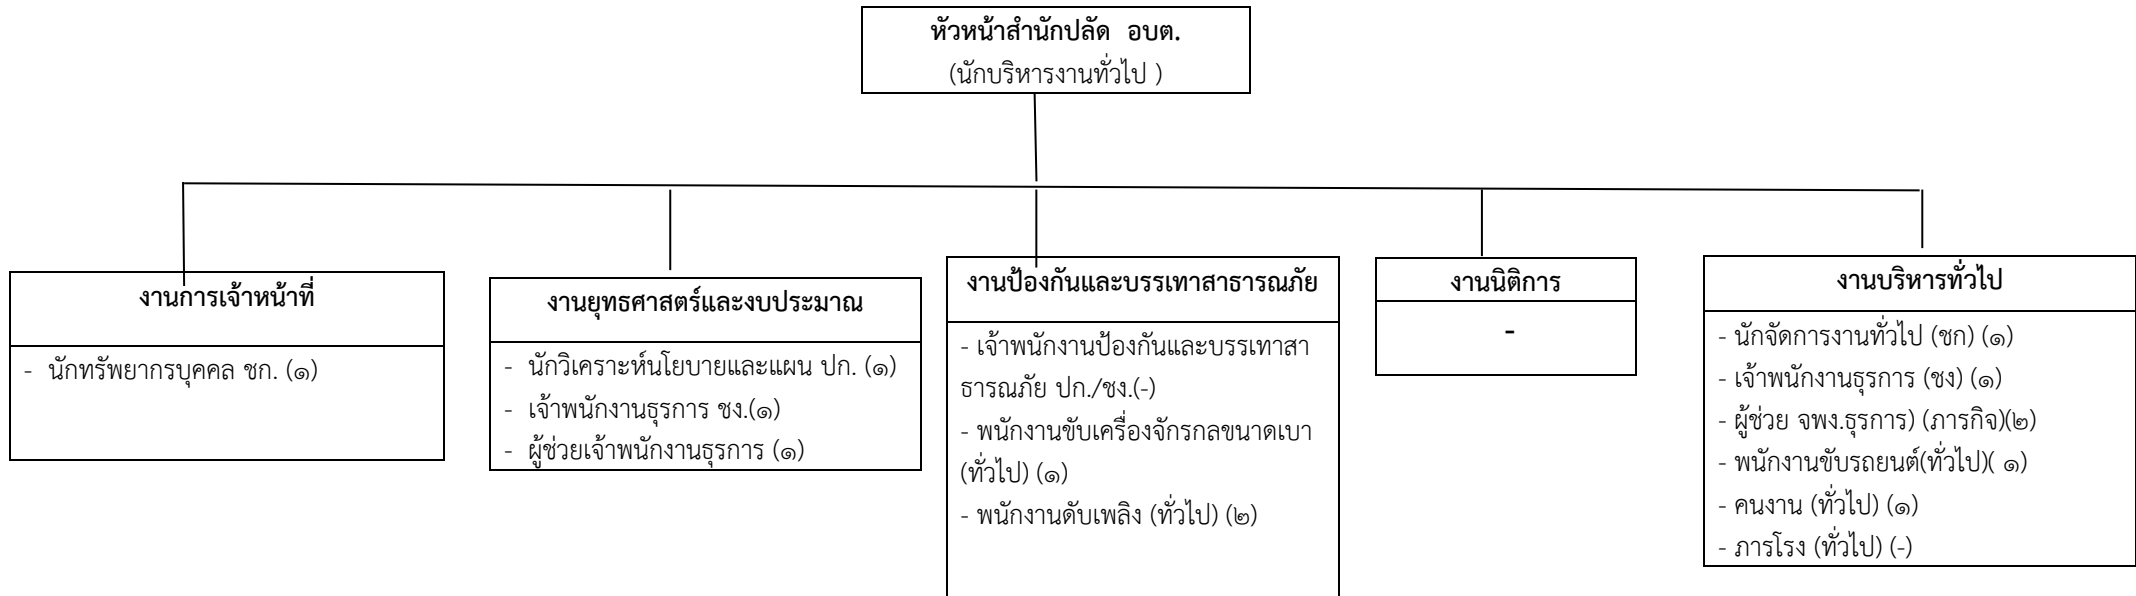 หัวหน้าสำนักปลัด อบต.
(นักบริหารงานทั่วไป )
งานการเจ้าหน้าที่
- นักทรัพยากรบุคคล ชก. (๑)
งานยุทธศาสตร์และงบประมาณ
- นักวิเคราะห์นโยบายและแผน ปก. (๑)
- เจ้าพนักงานธุรการ ชง.(๑)
- ผู้ช่วยเจ้าพนักงานธุรการ (๑)
งานป้องกันและบรรเทาสาธารณภัย
- เจ้าพนักงานป้องกันและบรรเทาสา
ธารณภัย ปก./ชง.(-)
- พนักงานขับเครื่องจักรกลขนาดเบา
(ทั่วไป) (๑)
- พนักงานดับเพลิง (ทั่วไป) (๒)
งานนิติการ
-
งานบริหารทั่วไป
- นักจัดการงานทั่วไป (ชก) (๑)
- เจ้าพนักงานธุรการ (ชง) (๑)
- ผู้ช่วย จพง.ธุรการ) (ภารกิจ)(๒)
- พนักงานขับรถยนต์(ทั่วไป)( ๑)
- คนงาน (ทั่วไป) (๑)
- ภารโรง (ทั่วไป) (-)